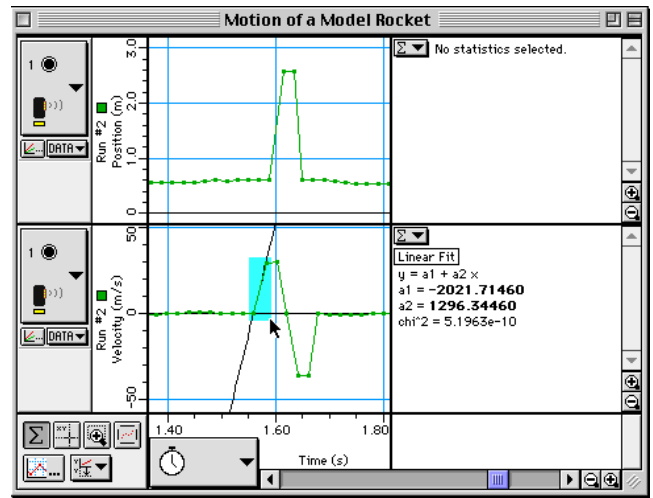 Motion of a Model Rocket
1
DATA
Run #2
Position (m)
3.0
2.0
1.0
0
Σ
No statistics selected.
1
DATA
Run #2
Velocity (m/s)
50
0
-50
Σ
Linear Fit
y = a1 + a2 x
a1 = -2021.71460
a2 = 1296.34460
chi^2 = 5.1963e-10
1.40
1.60
1.80
Time (s)
Σ